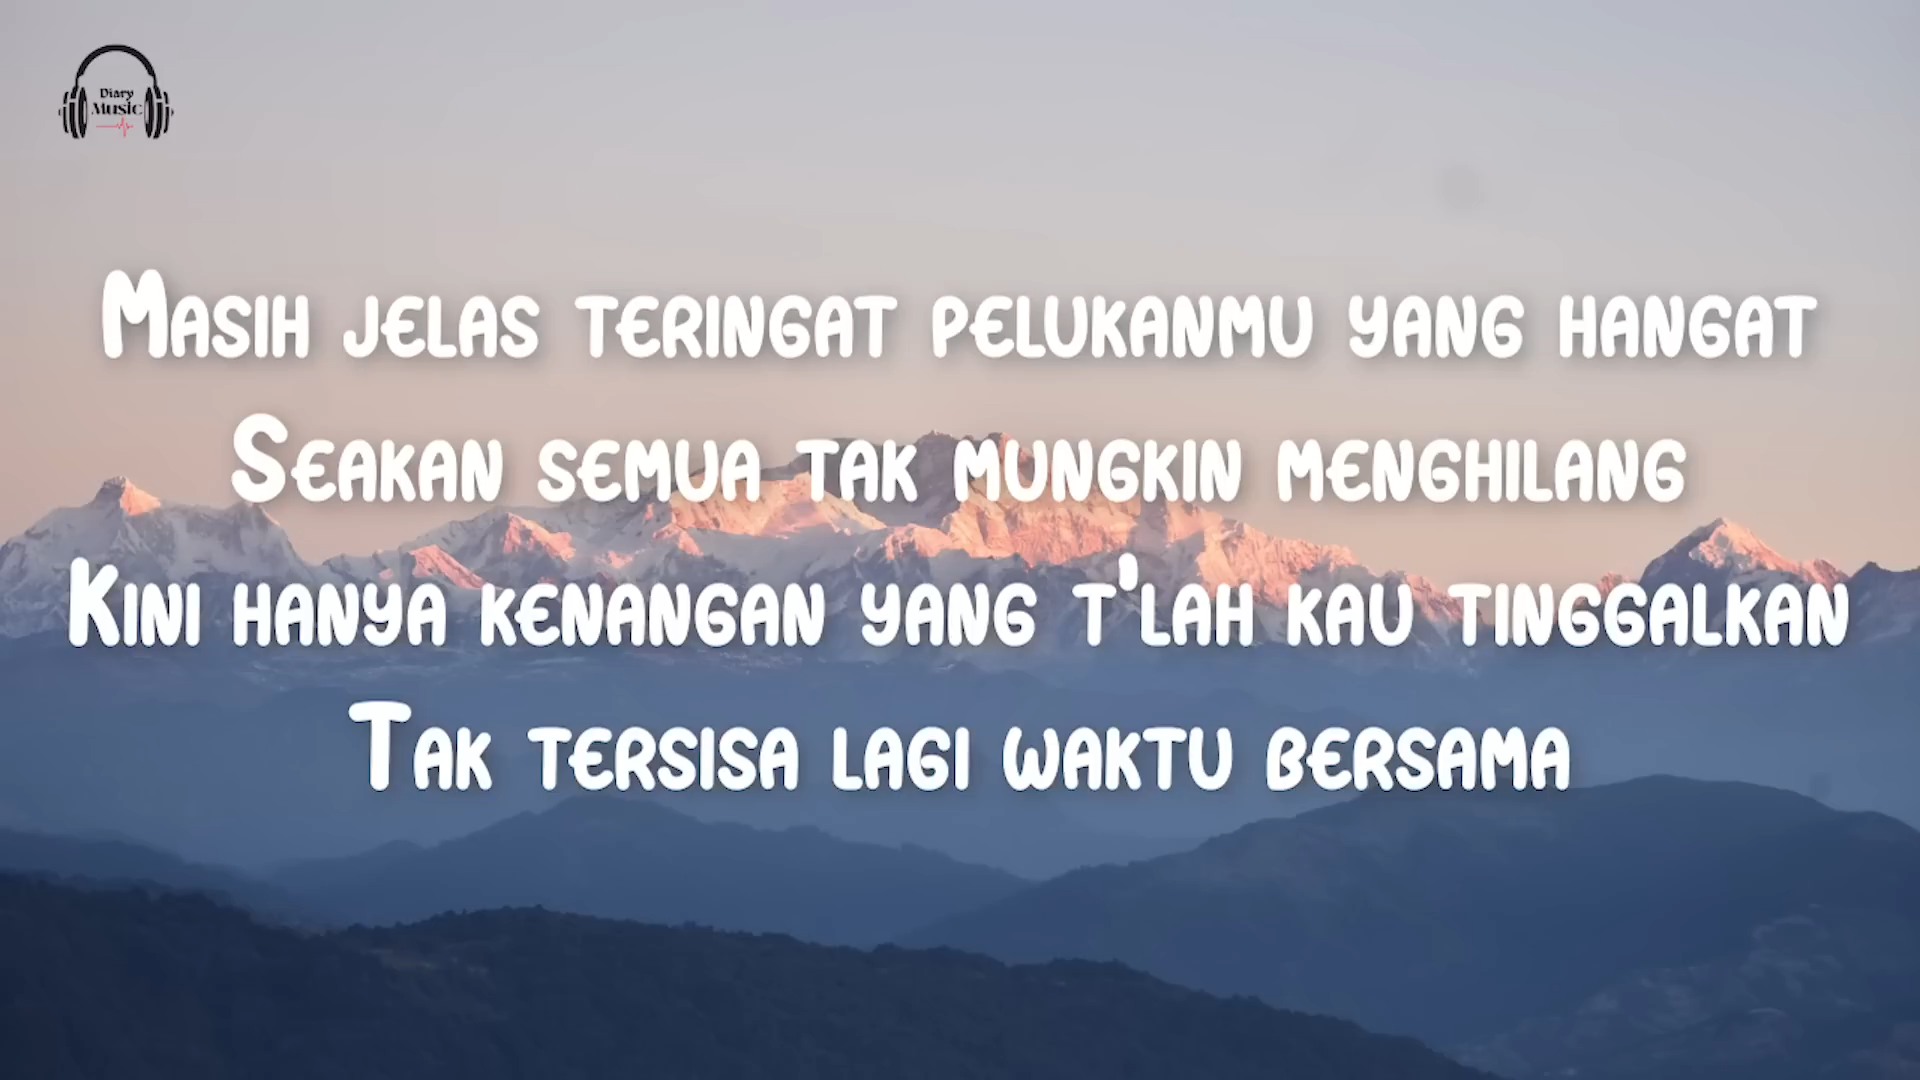 Diary
Music
Masih jelas teringat pelukanmu yang hangat
Seakan semua tak mungkin menghilang
Kini hanya kenangan yang t'lah kau tinggalkan
Tak tersisa lagi waktu bersama